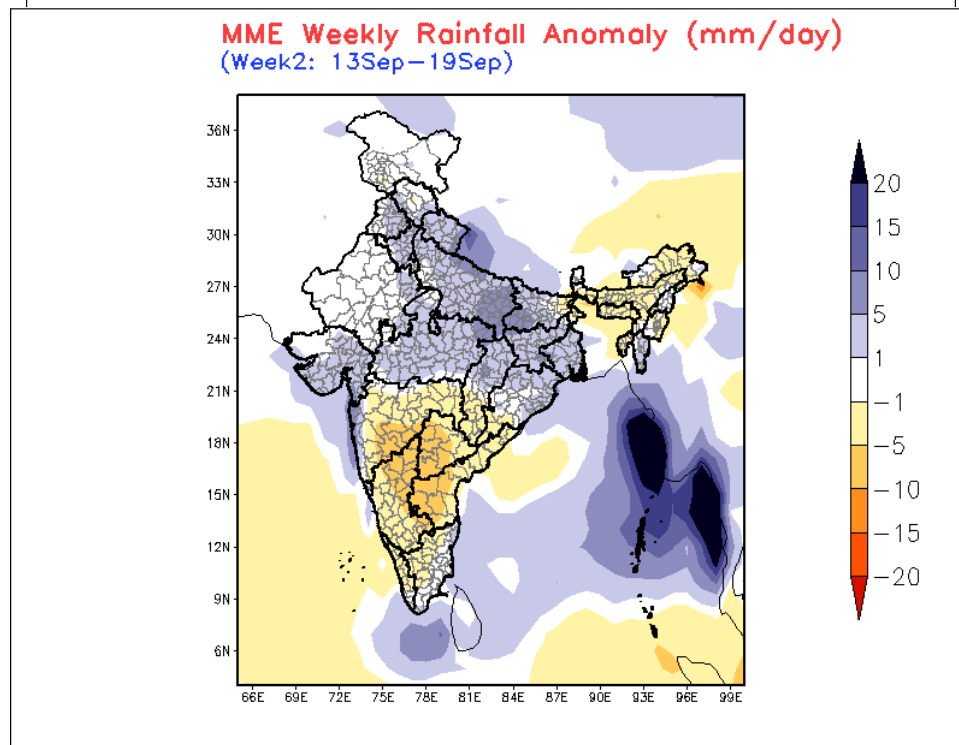 MME Weekly Rainfall Anomaly (mm/day)
(Week2: 13Sep−19Sep)
36N
33N
30N
27N
24N
21N
18N
15N
12N
9N
6N
66E 69E 72E 75E 78E 81E 84E 87E 90E 93E 96E 99E
20
15
10
5
1
−1
−5
−10
−15
−20